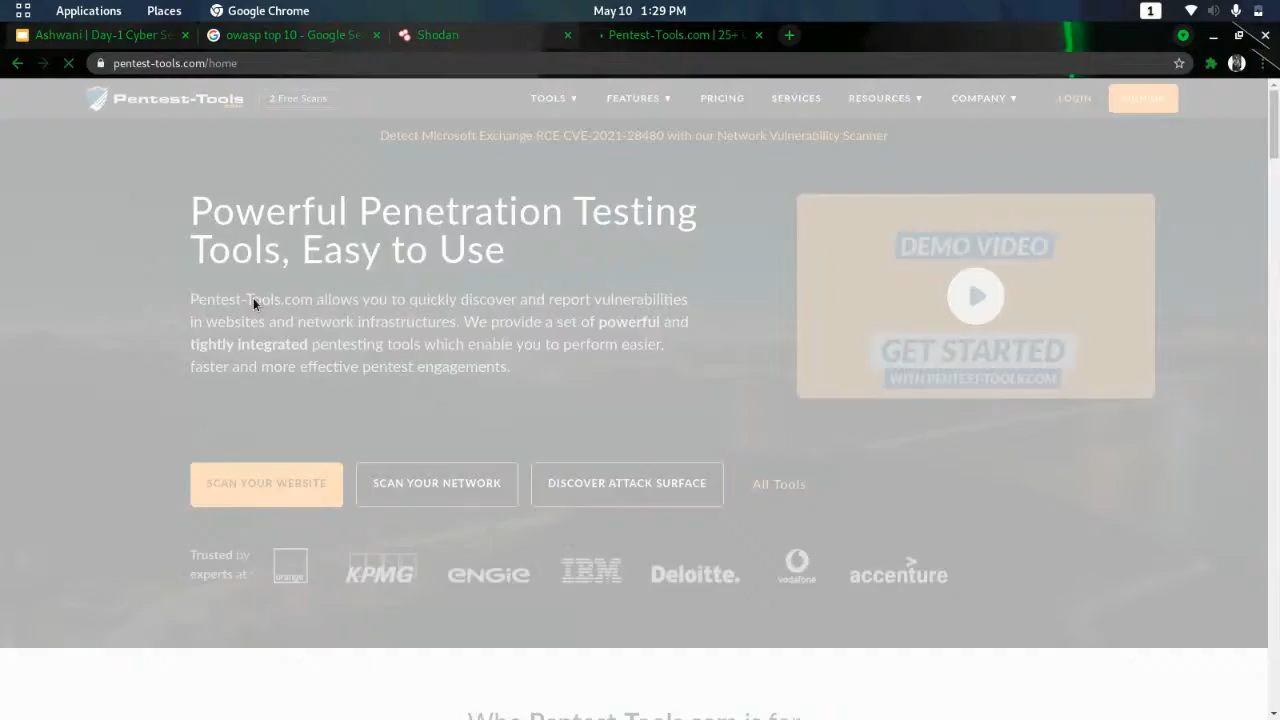 Applications Places Google Chrome May 10 1:29 PM 1
Ashwani | Day-1 Cyber Se × owasp top 10 - Google Se × Shodan × Pentest-Tools.com | 25+ × +
pentest-tools.com/home
Pentest-Tools 2 Free Scans TOOLS ▼ FEATURES ▼ PRICING SERVICES RESOURCES ▼ COMPANY ▼ LOGIN SIGN UP
Detect Microsoft Exchange RCE CVE-2021-28480 with our Network Vulnerability Scanner
Powerful Penetration Testing
Tools, Easy to Use
Pentest-Tools.com allows you to quickly discover and report vulnerabilities
in websites and network infrastructures. We provide a set of powerful and
tightly integrated pentesting tools which enable you to perform easier,
faster and more effective pentest engagements.
DEMO VIDEO
GET STARTED
WITH PENTEST-TOOLS.COM
SCAN YOUR WEBSITE SCAN YOUR NETWORK DISCOVER ATTACK SURFACE All Tools
Trusted by
experts at
orange KPMG ENGIE IBM Deloitte. vodafone accenture
Who Pentest-Tools.com is for